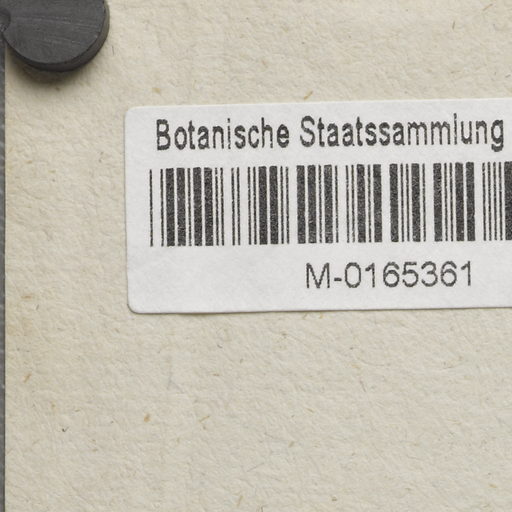 Botanische Staatssammlung
M-0165361